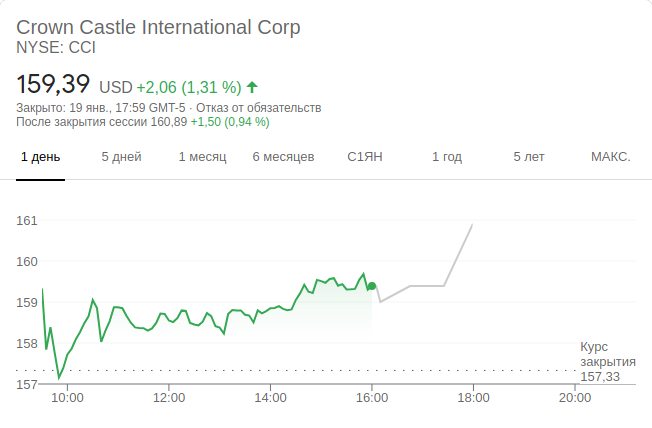 Crown Castle International Corp
NYSE: CCI
159,39 USD +2,06 (1,31 %)
Закрыто: 19 янв., 17:59 GMT-5 · Отказ от обязательств
После закрытия сессии 160,89 +1,50 (0,94 %)
1 день 5 дней 1 месяц 6 месяцев С1ЯН 1 год 5 лет МАКС.
161
160
159
158
Курс
закрытия
157,33
157
10:00 12:00 14:00 16:00 18:00 20:00